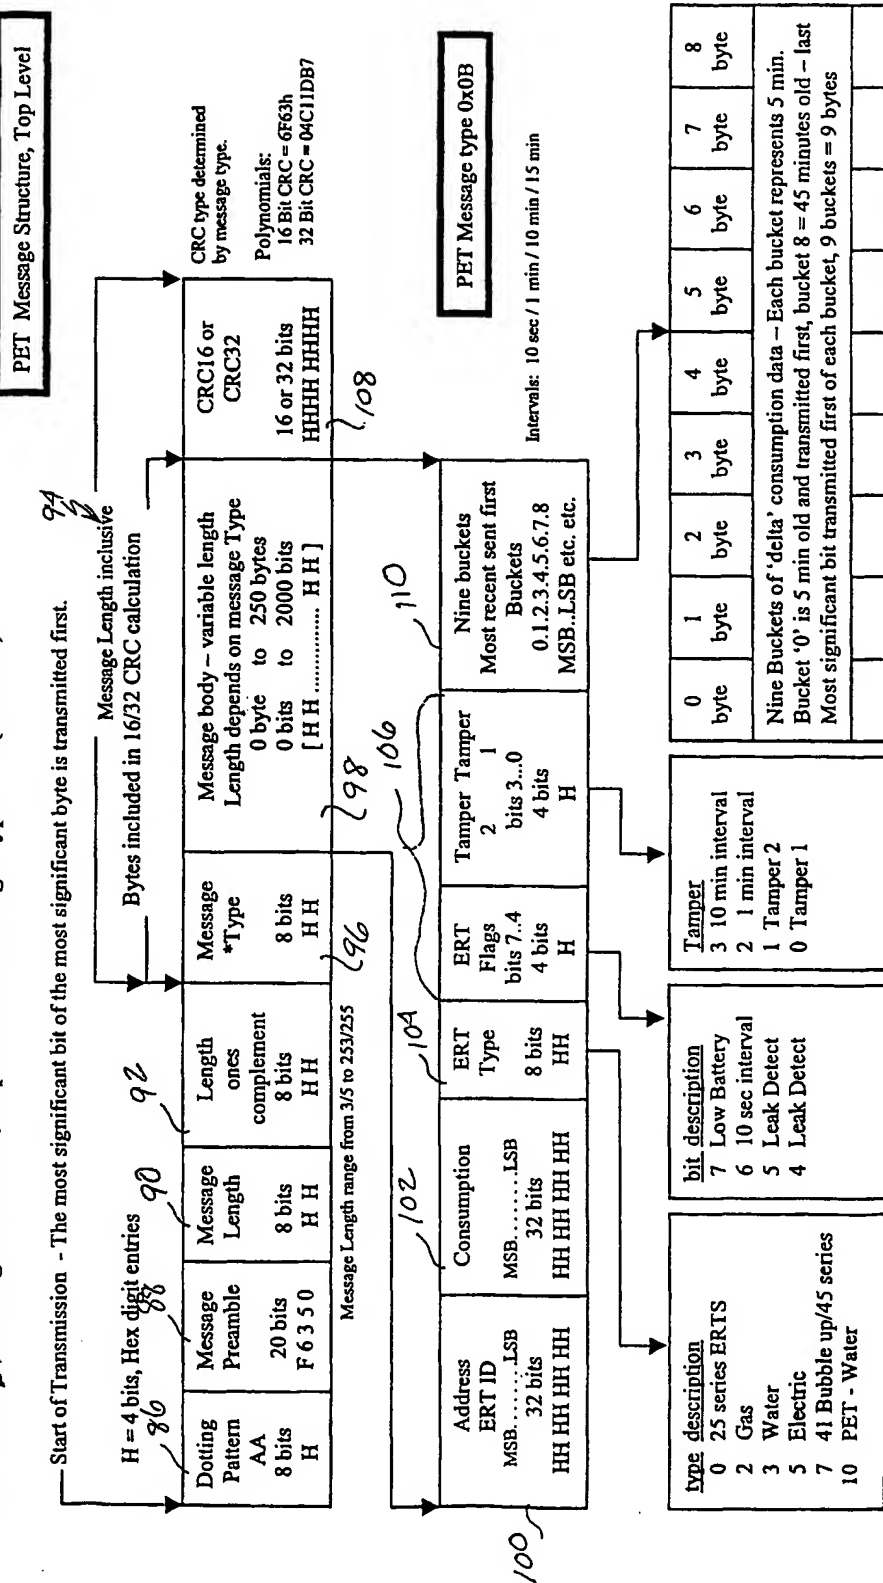 PET Message Structure, Top Level
Start of Transmission - The most significant bit of the most significant byte is transmitted first.
H = 4 bits, Hex digit entries
94
Message Length inclusive
Bytes included in 16/32 CRC calculation
86
88
90
92
Dotting
Pattern
AA
8 bits
H
Message
Preamble
20 bits
F 6 3 5 0
Message
Length
8 bits
H H
Length
ones
complement
8 bits
H H
Message
*Type
8 bits
H H
Message body – variable length
Length depends on message Type
0 byte to 250 bytes
0 bits to 2000 bits
[ H H ............... H H ]
CRC16 or
CRC32
16 or 32 bits
HHHH HHHH
CRC type determined
by message type.
Polynomials:
16 Bit CRC = 6F63h
32 Bit CRC = 04C11DB7
96
98
108
Message Length range from 3/5 to 253/255
PET Message type 0x0B
Intervals: 10 sec / 1 min / 10 min / 15 min
100
102
104
106
110
Address
ERT ID
MSB........LSB
32 bits
HH HH HH HH
Consumption
MSB........LSB
32 bits
HH HH HH HH
ERT
Type
8 bits
HH
ERT
Flags
bits 7..4
4 bits
H
Tamper Tamper
2 1
bits 3...0
4 bits
H
Nine buckets
Most recent sent first
Buckets
0.1.2.3.4.5.6.7.8
MSB..LSB etc. etc.
type description
0 25 series ERTS
2 Gas
3 Water
5 Electric
7 41 Bubble up/45 series
10 PET - Water
bit description
7 Low Battery
6 10 sec interval
5 Leak Detect
4 Leak Detect
Tamper
3 10 min interval
2 1 min interval
1 Tamper 2
0 Tamper 1
0 1 2 3 4 5 6 7 8
byte byte byte byte byte byte byte byte byte
Nine Buckets of 'delta' consumption data – Each bucket represents 5 min.
Bucket '0' is 5 min old and transmitted first, bucket 8 = 45 minutes old – last
Most significant bit transmitted first of each bucket, 9 buckets = 9 bytes